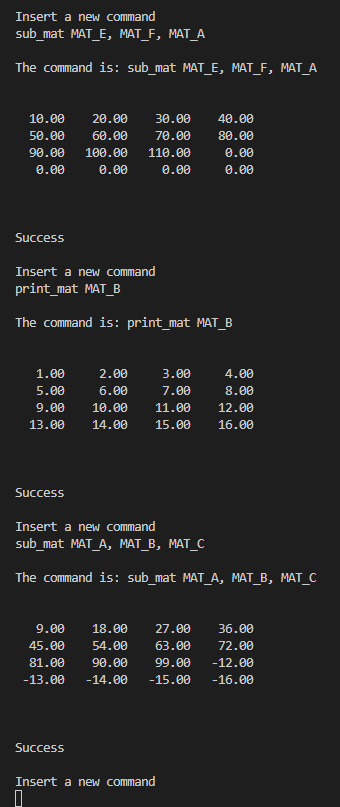 Insert a new command
sub_mat MAT_E, MAT_F, MAT_A
The command is: sub_mat MAT_E, MAT_F, MAT_A
10.00 20.00 30.00 40.00
50.00 60.00 70.00 80.00
90.00 100.00 110.00 0.00
0.00 0.00 0.00 0.00
Success
Insert a new command
print_mat MAT_B
The command is: print_mat MAT_B
1.00 2.00 3.00 4.00
5.00 6.00 7.00 8.00
9.00 10.00 11.00 12.00
13.00 14.00 15.00 16.00
Success
Insert a new command
sub_mat MAT_A, MAT_B, MAT_C
The command is: sub_mat MAT_A, MAT_B, MAT_C
9.00 18.00 27.00 36.00
45.00 54.00 63.00 72.00
81.00 90.00 99.00 -12.00
-13.00 -14.00 -15.00 -16.00
Success
Insert a new command